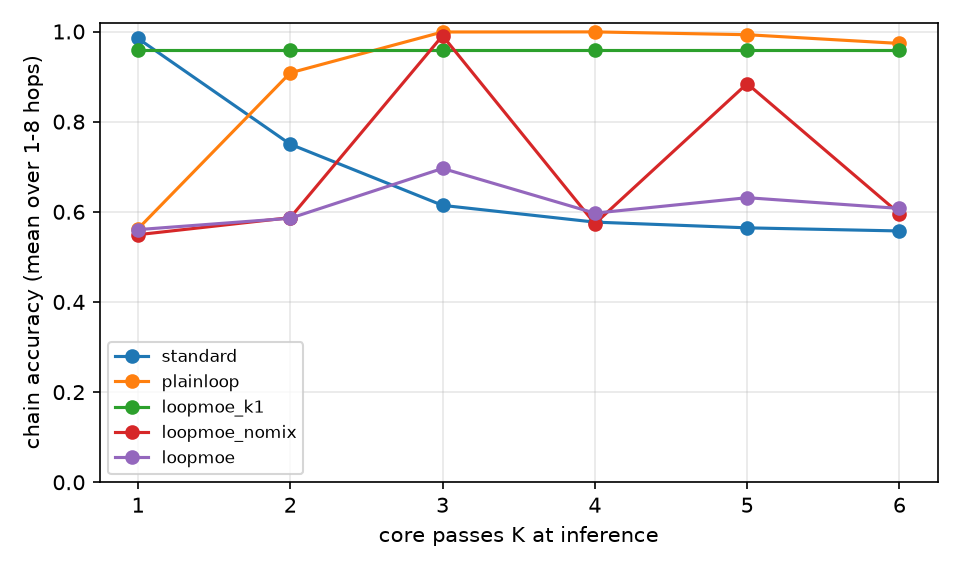 1.0
0.8
0.6
0.4
0.2
0.0
chain accuracy (mean over 1-8 hops)
standard
plainloop
loopmoe_k1
loopmoe_nomix
loopmoe
1 2 3 4 5 6
core passes K at inference